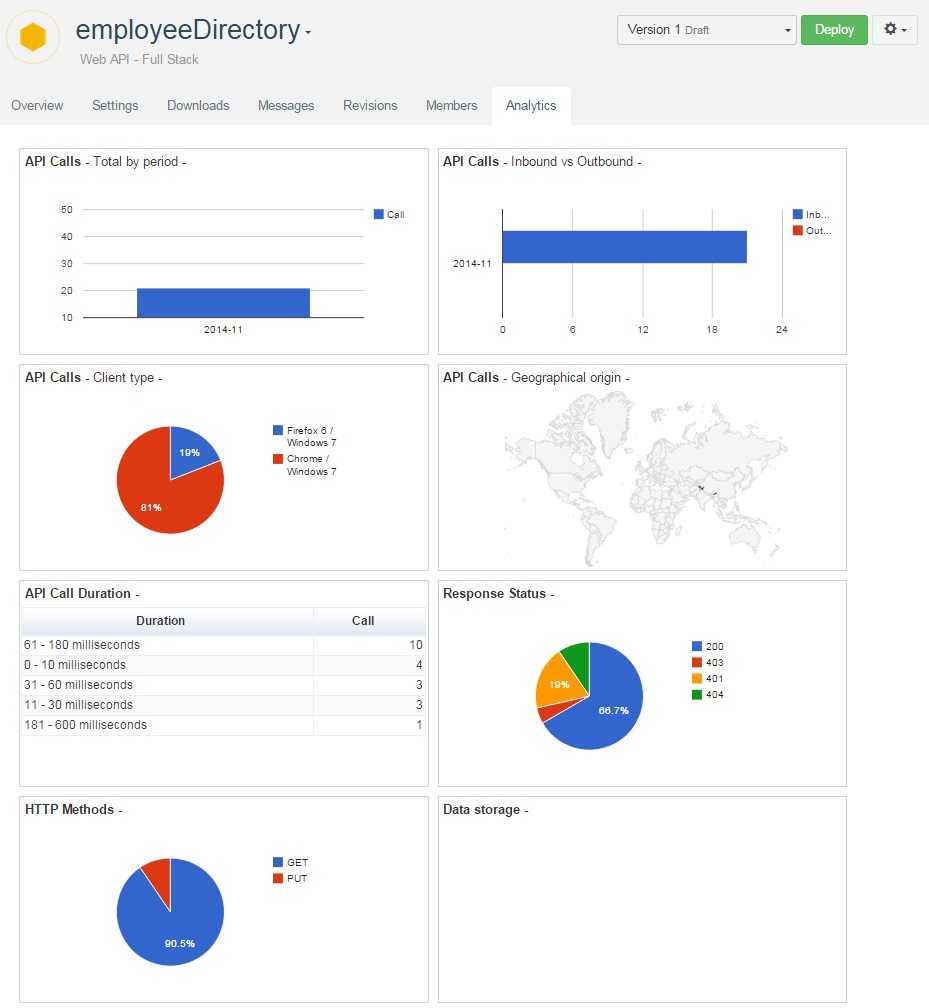 employeeDirectory
Web API - Full Stack
Version 1 Draft
Deploy
Overview Settings Downloads Messages Revisions Members Analytics
API Calls - Total by period -
50
40
30
20
10
2014-11
Call
API Calls - Inbound vs Outbound -
2014-11
0 6 12 18 24
Inb...
Out...
API Calls - Client type -
19%
81%
Firefox 6 /
Windows 7
Chrome /
Windows 7
API Calls - Geographical origin -
API Call Duration -
Duration Call
61 - 180 milliseconds 10
0 - 10 milliseconds 4
31 - 60 milliseconds 3
11 - 30 milliseconds 3
181 - 600 milliseconds 1
Response Status -
19%
66.7%
200
403
401
404
HTTP Methods -
90.5%
GET
PUT
Data storage -